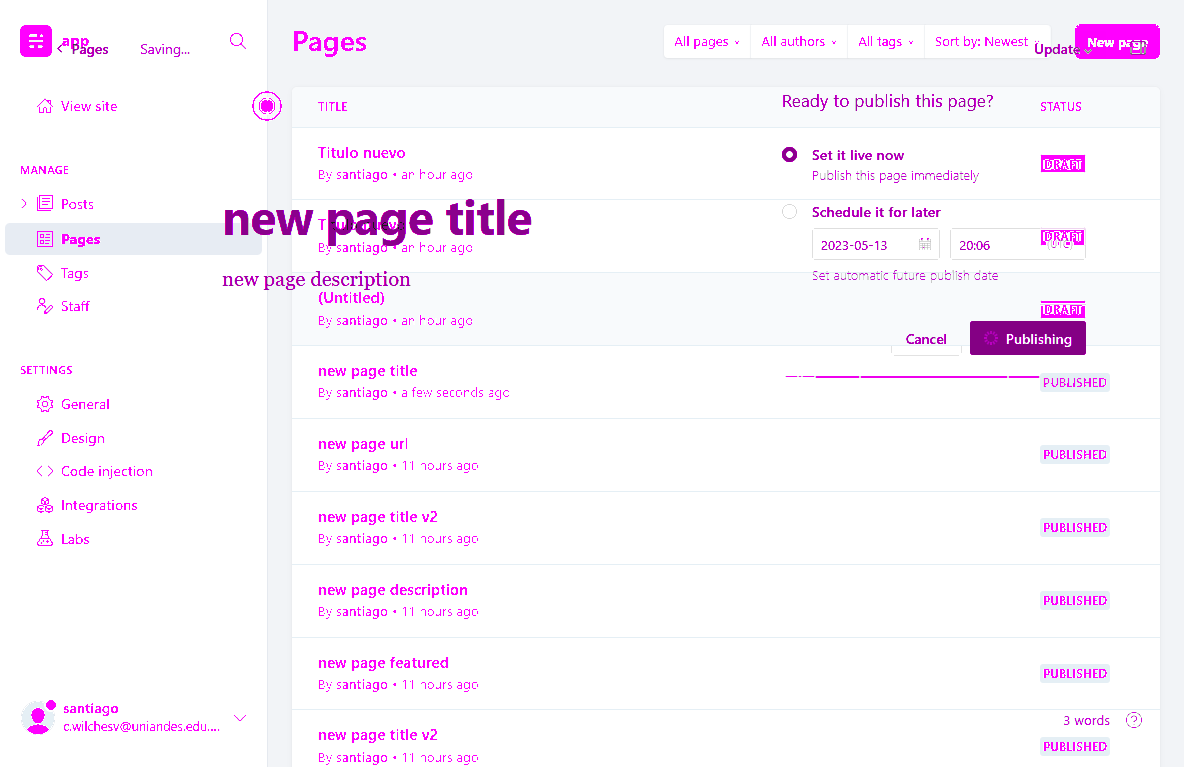 app
Pages
Saving...
Pages
All pages
All authors
All tags
Sort by: Newest
Update
New page
View site
TITLE
Ready to publish this page?
STATUS
Titulo nuevo
By santiago • an hour ago
Set it live now
Publish this page immediately
DRAFT
MANAGE
Posts
Pages
Tags
Staff
new page title
Schedule it for later
2023-05-13
20:06
DRAFT
By santiago • an hour ago
new page description
Set automatic future publish date
(Untitled)
By santiago • an hour ago
DRAFT
Cancel
Publishing
SETTINGS
General
Design
Code injection
Integrations
Labs
new page title
By santiago • a few seconds ago
PUBLISHED
new page url
By santiago • 11 hours ago
PUBLISHED
new page title v2
By santiago • 11 hours ago
PUBLISHED
new page description
By santiago • 11 hours ago
PUBLISHED
new page featured
By santiago • 11 hours ago
PUBLISHED
santiago
c.wilchesv@uniandes.edu....
3 words
new page title v2
By santiago • 11 hours ago
PUBLISHED